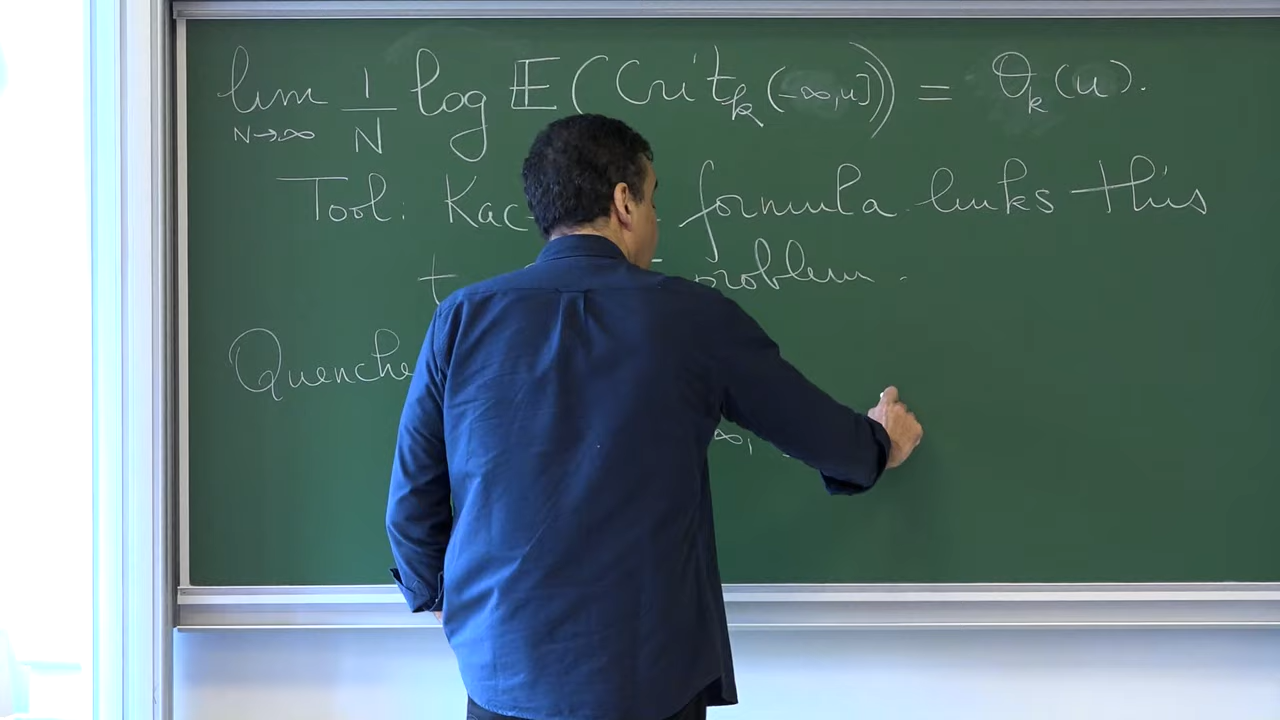 lim N→∞ 1/N log 𝔼(Crit_k(-∞,u])) = Θ_k(u).
Tool: Kac- formula links this
problem.
Quenche
∞,